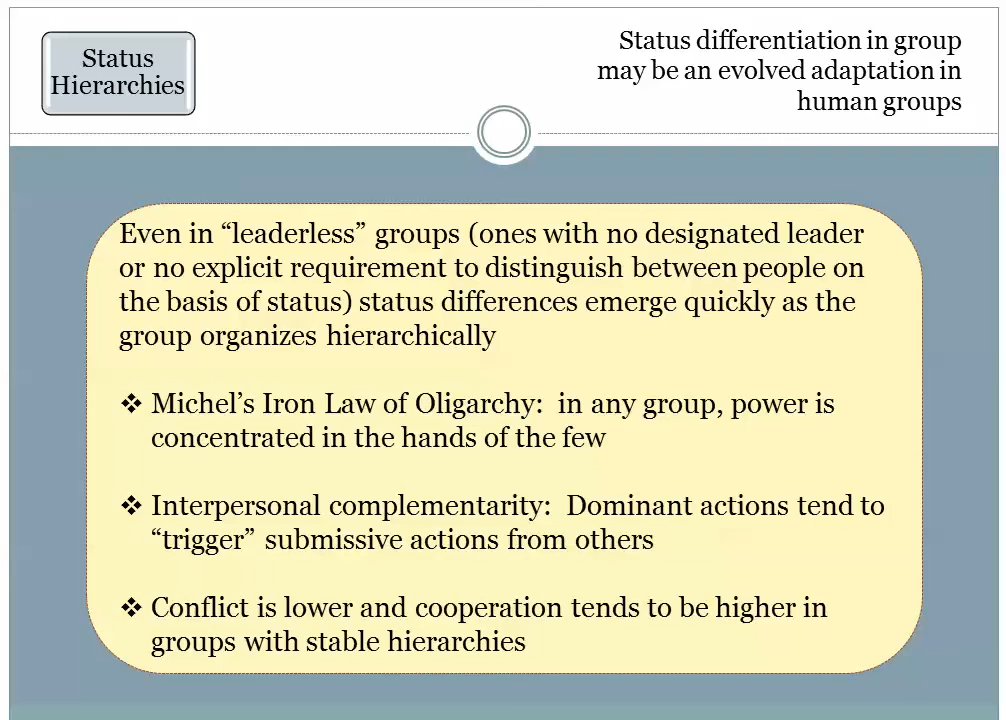 Status
Hierarchies
Status differentiation in group
may be an evolved adaptation in
human groups
Even in “leaderless” groups (ones with no designated leader
or no explicit requirement to distinguish between people on
the basis of status) status differences emerge quickly as the
group organizes hierarchically
❖ Michel’s Iron Law of Oligarchy:  in any group, power is
concentrated in the hands of the few
❖ Interpersonal complementarity:  Dominant actions tend to
“trigger” submissive actions from others
❖ Conflict is lower and cooperation tends to be higher in
groups with stable hierarchies